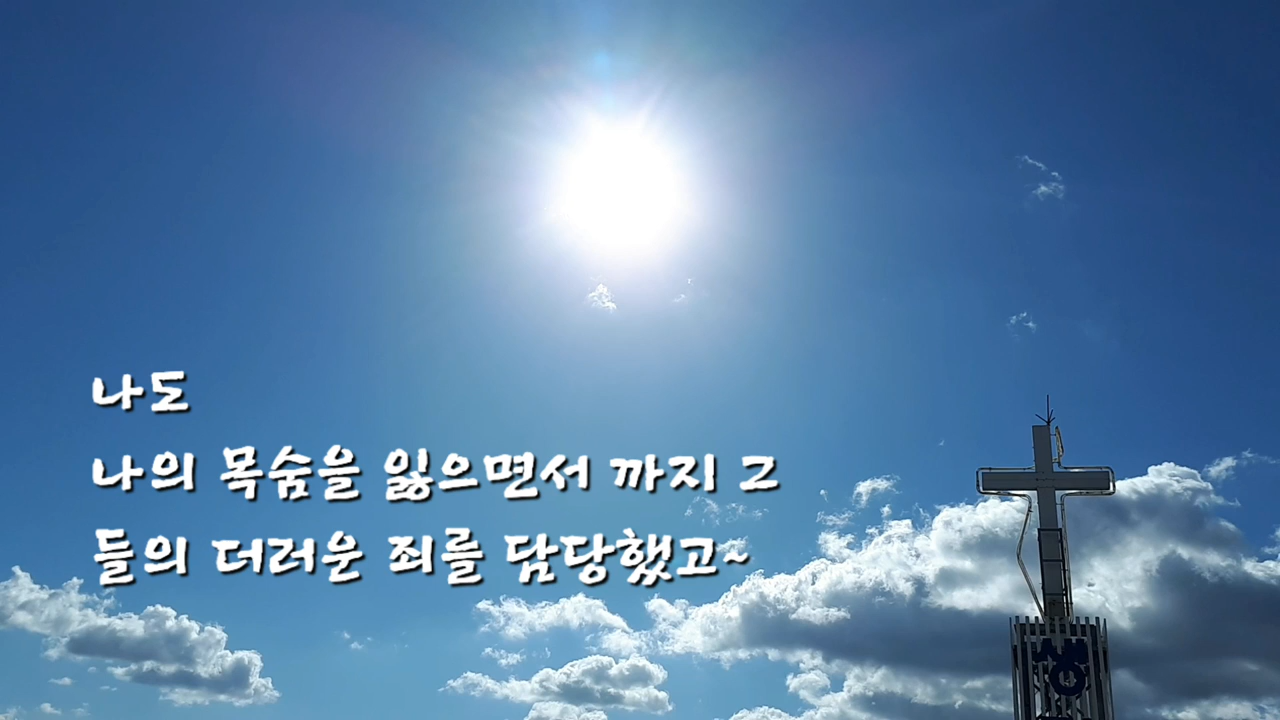 나도
나의 목숨을 잃으면서 까지 그
들의 더러운 죄를 담당했고~
생